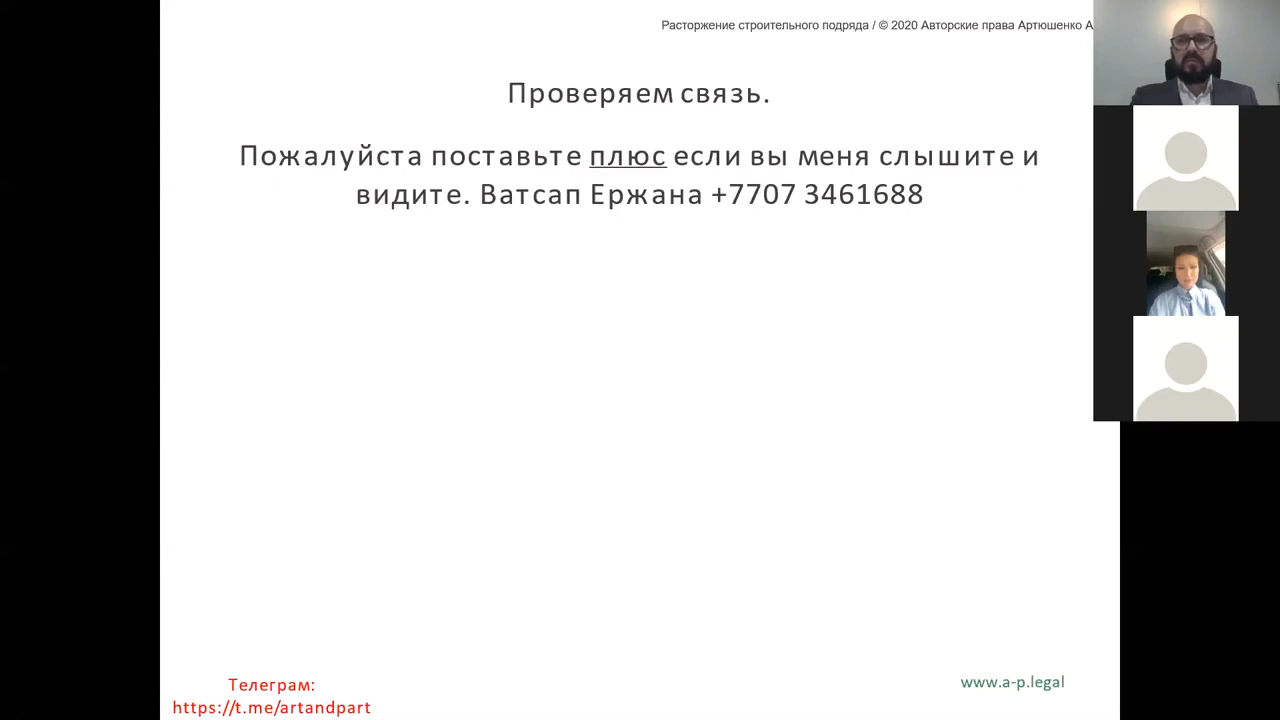 Расторжение строительного подряда / © 2020 Авторские права Артюшенко А
Проверяем связь.
Пожалуйста поставьте плюс если вы меня слышите и
видите. Ватсап Ержана +7707 3461688
Телеграм:
https://t.me/artandpart
www.a-p.legal